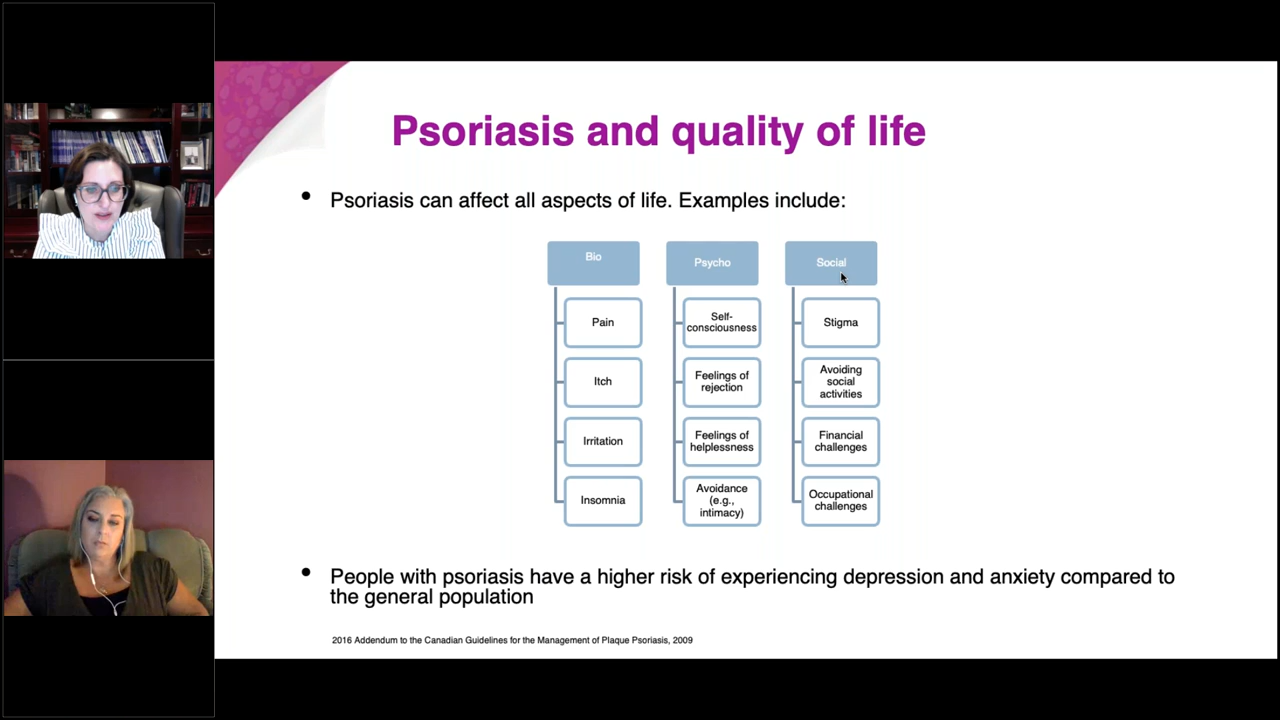 Psoriasis and quality of life
• Psoriasis can affect all aspects of life. Examples include:
Bio
Pain
Itch
Irritation
Insomnia
Psycho
Self-
consciousness
Feelings of
rejection
Feelings of
helplessness
Avoidance
(e.g.,
intimacy)
Social
Stigma
Avoiding
social
activities
Financial
challenges
Occupational
challenges
• People with psoriasis have a higher risk of experiencing depression and anxiety compared to
the general population
2016 Addendum to the Canadian Guidelines for the Management of Plaque Psoriasis, 2009